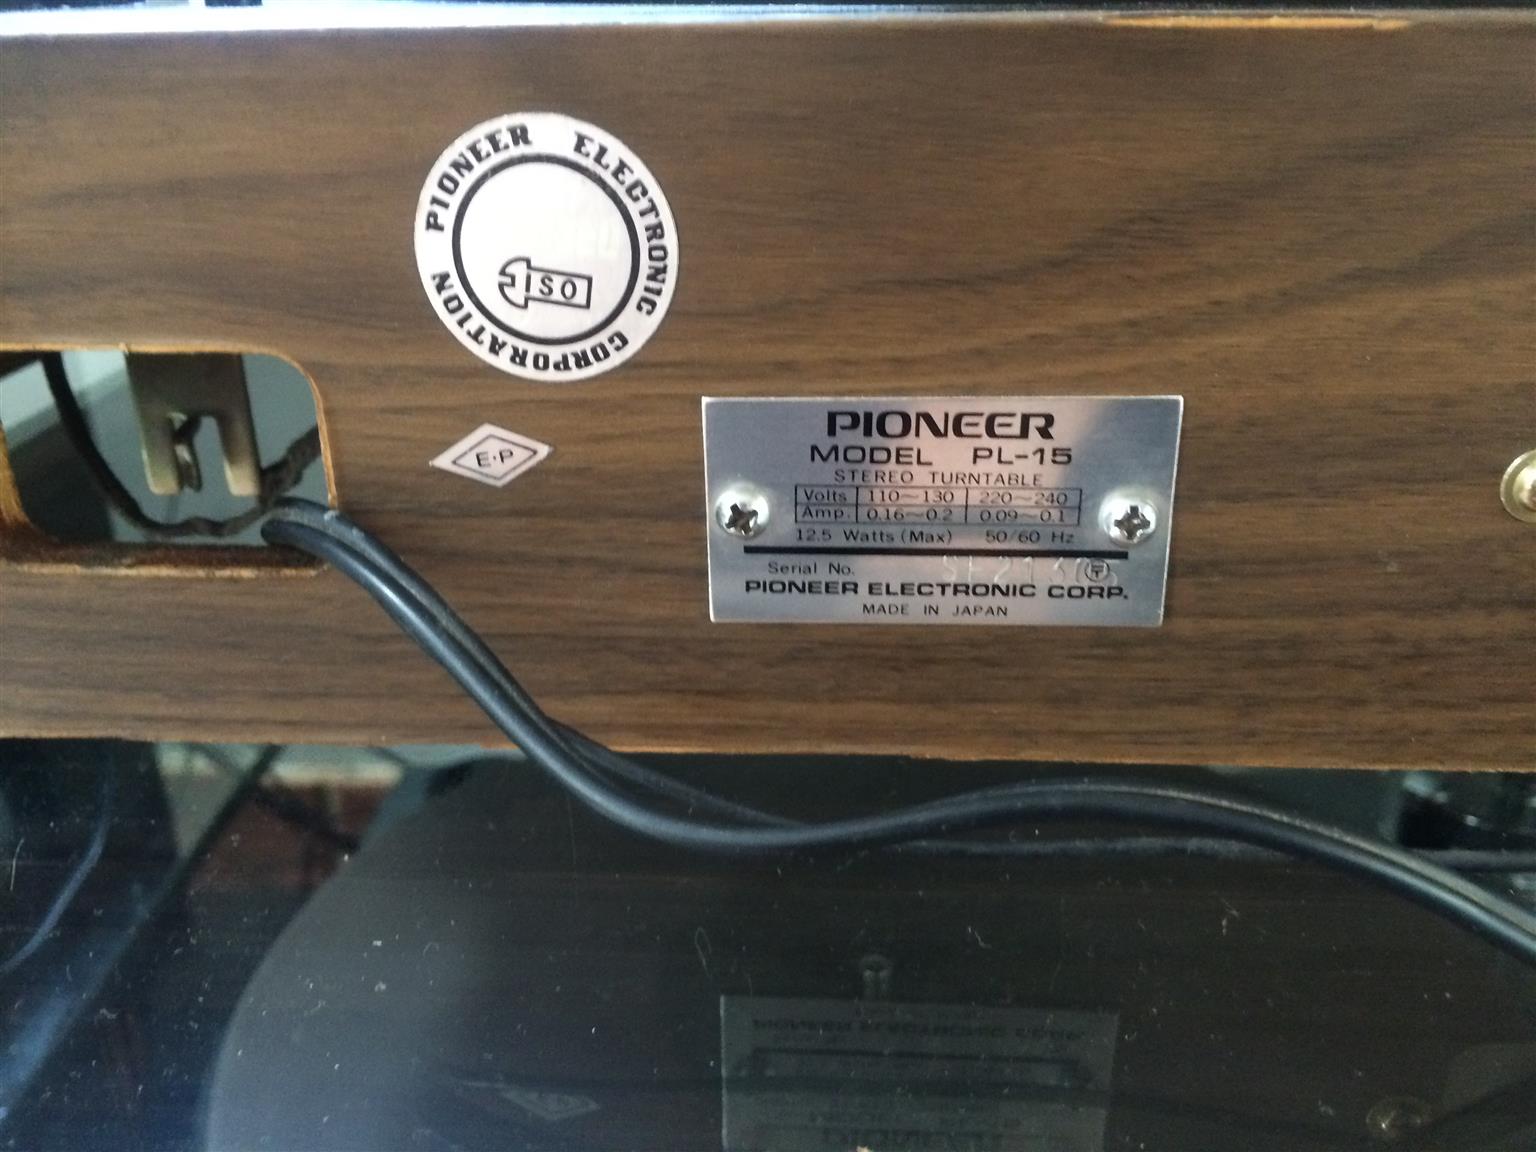 PIONEER ELECTRONIC CORPORATION
ISO
E·P
PIONEER
MODEL PL-15
STEREO TURNTABLE
Volts 110~130 220~240
Amp. 0.16~0.2 0.09~0.1
12.5 Watts (Max) 50/60 Hz
Serial No.
PIONEER ELECTRONIC CORP.
MADE IN JAPAN